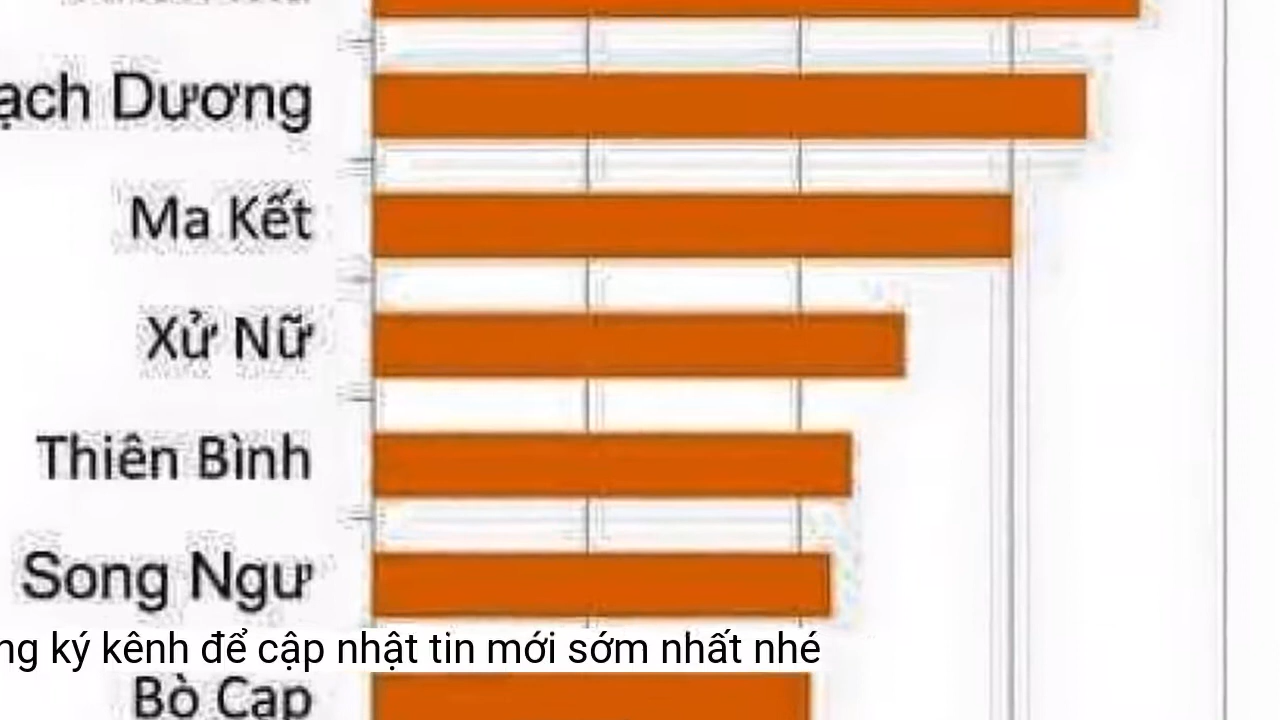 ạch Dương
Ma Kết
Xử Nữ
Thiên Bình
Song Ngư
ng ký kênh để cập nhật tin mới sớm nhất nhé
Bò Cạp